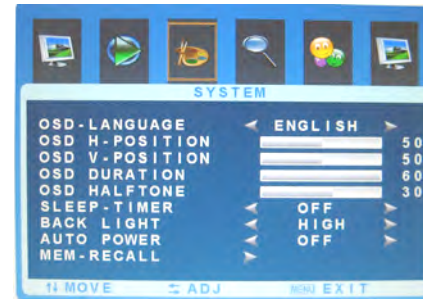 SYSTEM
OSD-LANGUAGE ENGLISH
OSD H-POSITION 50
OSD V-POSITION 50
OSD DURATION 60
OSD HALFTONE 30
SLEEP-TIMER OFF
BACK LIGHT HIGH
AUTO POWER OFF
MEM-RECALL
MOVE ADJ MENU EXIT